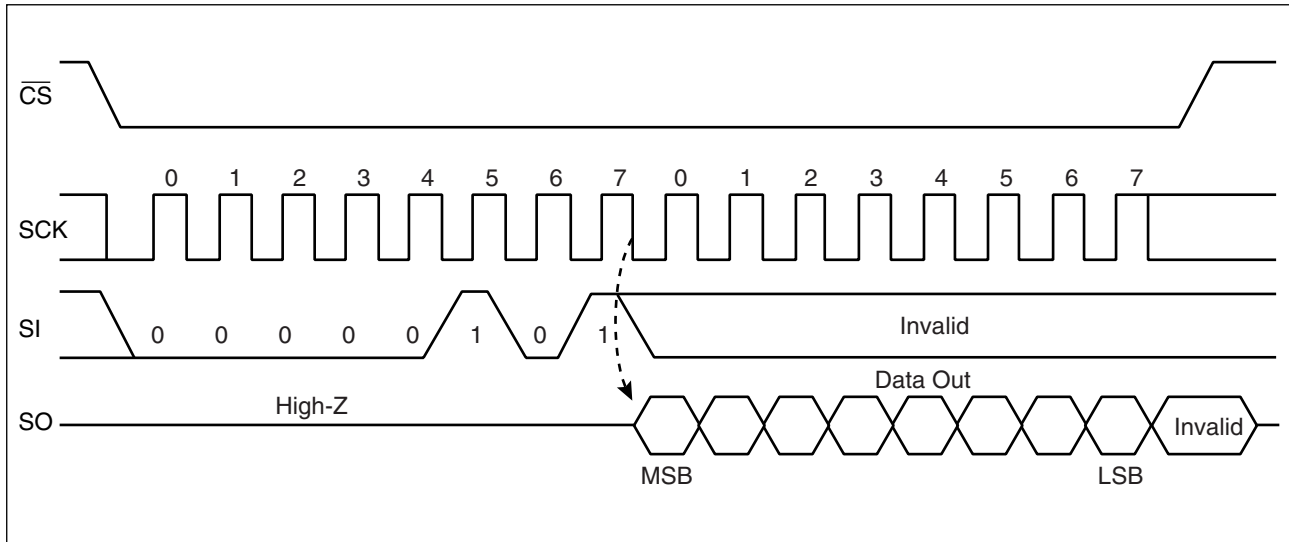 CS
0 1 2 3 4 5 6 7 0 1 2 3 4 5 6 7
SCK
SI
0 0 0 0 0 1 0 1
Invalid
Data Out
High-Z
SO
Invalid
MSB
LSB